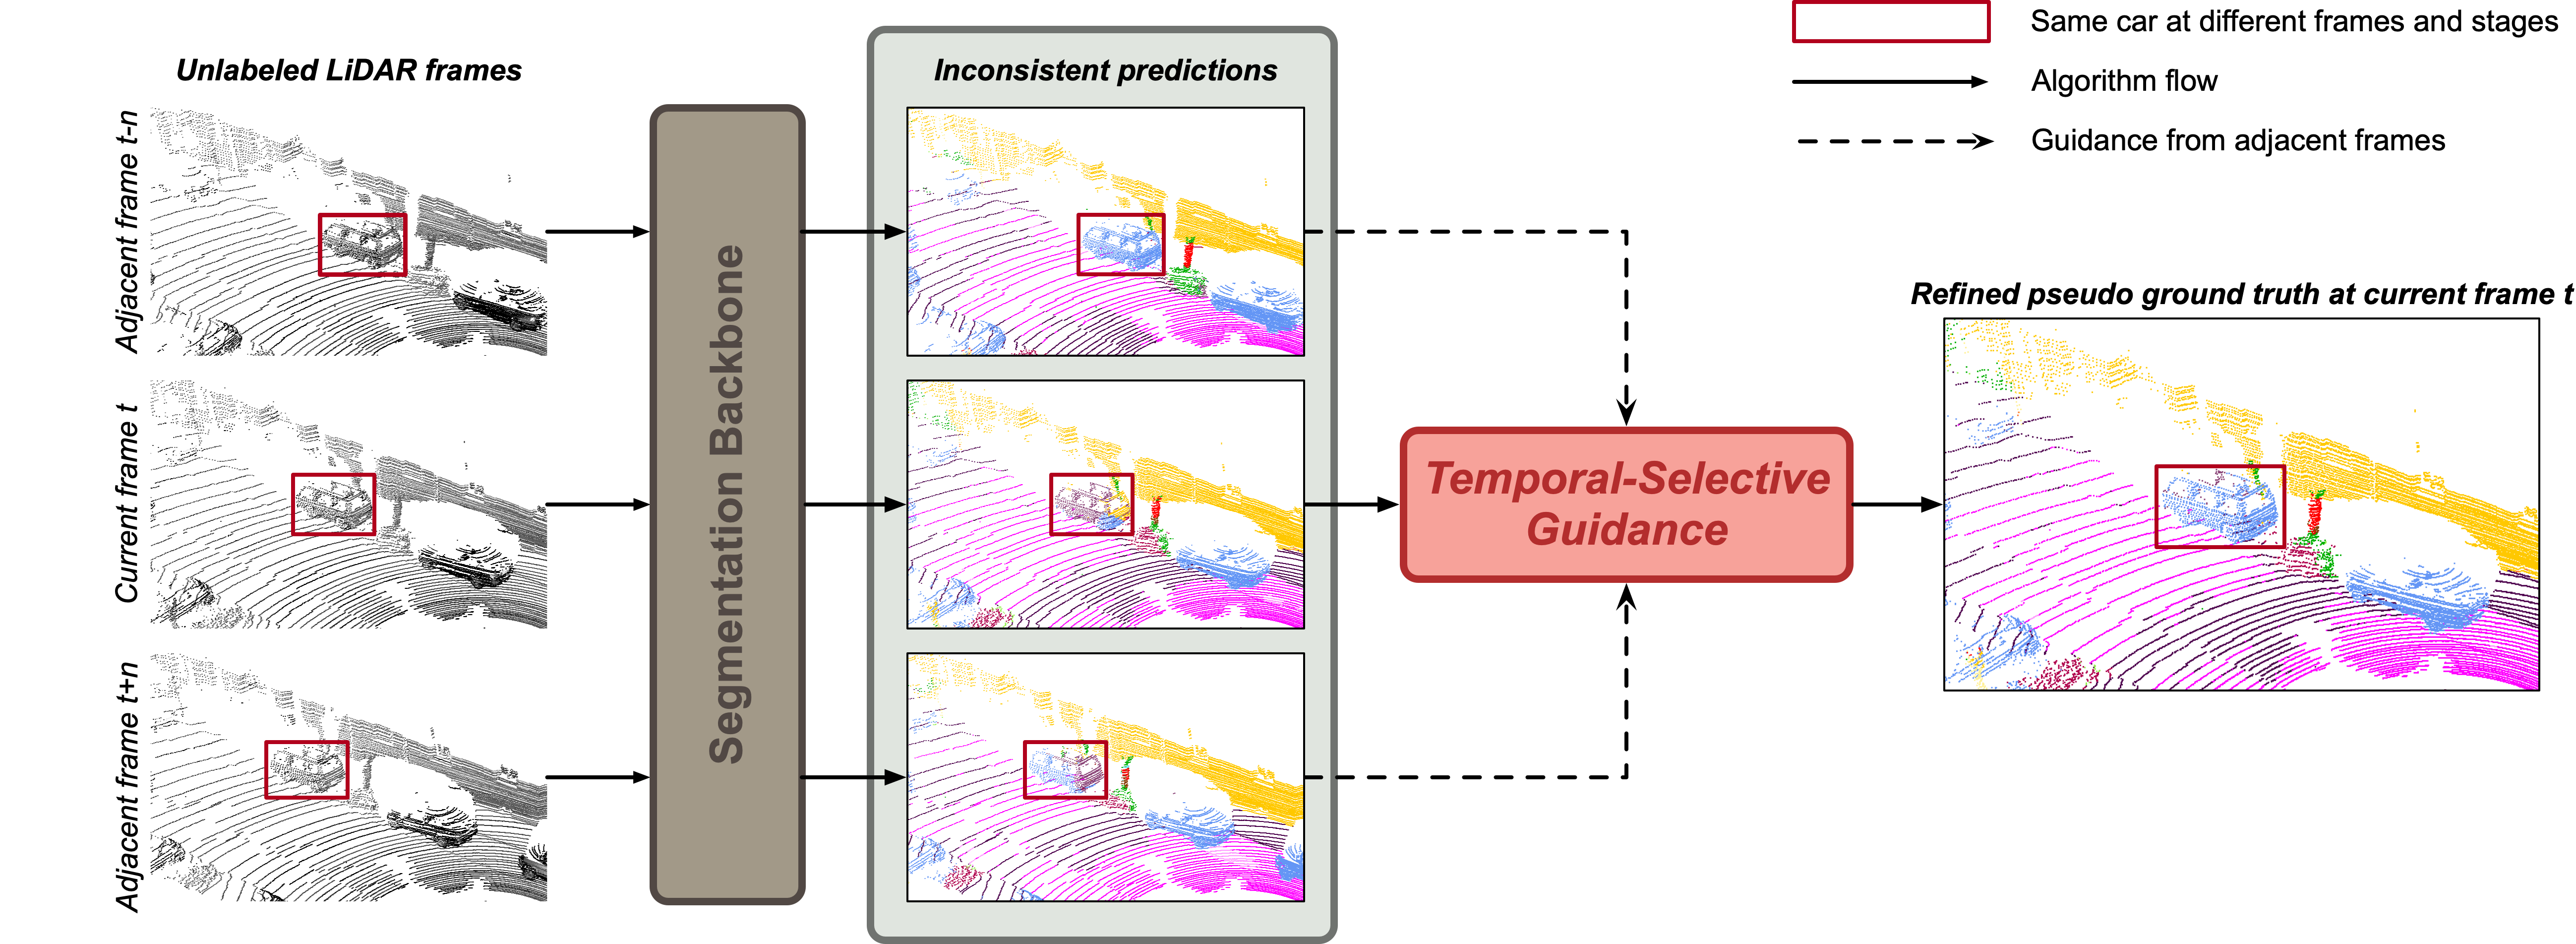 Same car at different frames and stages
Algorithm flow
Guidance from adjacent frames
Unlabeled LiDAR frames
Inconsistent predictions
Adjacent frame t-n
Current frame t
Adjacent frame t+n
Segmentation Backbone
Temporal-Selective
Guidance
Refined pseudo ground truth at current frame t